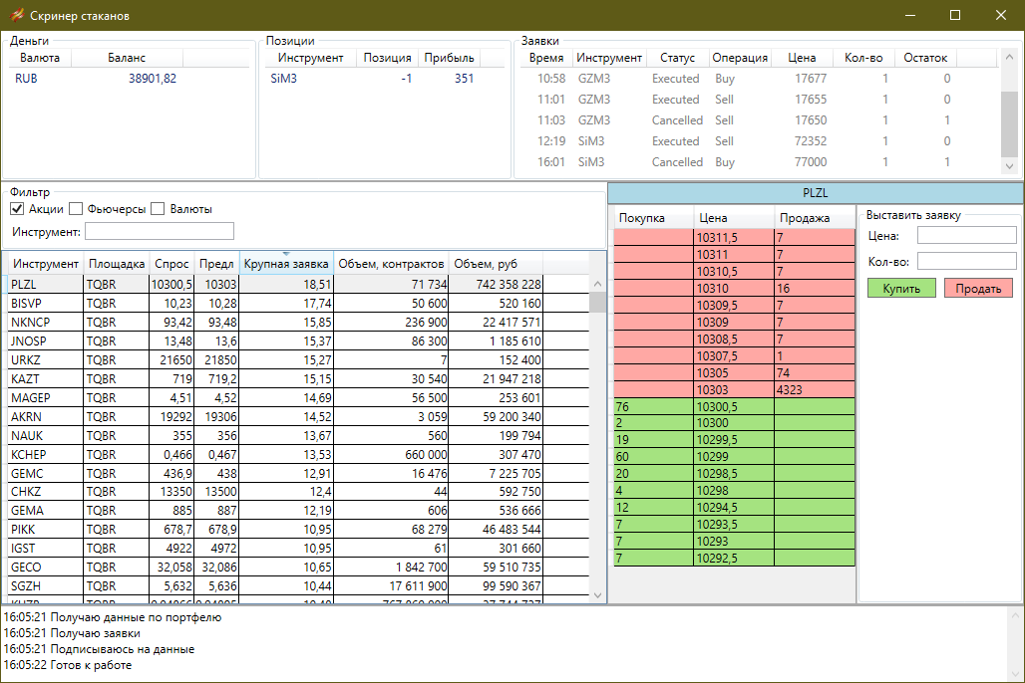 Скринер стаканов
Деньги
Валюта Баланс
RUB 38901,82
Позиции
Инструмент Позиция Прибыль
SiM3 -1 351
Заявки
Время Инструмент Статус Операция Цена Кол-во Остаток
10:58 GZM3 Executed Buy 17677 1 0
11:01 GZM3 Executed Sell 17655 1 0
11:03 GZM3 Cancelled Sell 17650 1 1
12:19 SiM3 Executed Sell 72352 1 0
16:01 SiM3 Cancelled Buy 77000 1 1
Фильтр
Акции Фьючерсы Валюты
Инструмент:
Инструмент Площадка Спрос Предл Крупная заявка Объем, контрактов Объем, руб
PLZL TQBR 10300,5 10303 18,51 71 734 742 358 228
BISVP TQBR 10,23 10,28 17,74 50 600 520 160
NKNCP TQBR 93,42 93,48 15,85 236 900 22 417 571
JNOSP TQBR 13,48 13,6 15,37 86 300 1 185 610
URKZ TQBR 21650 21850 15,27 7 152 400
KAZT TQBR 719 719,2 15,15 30 540 21 947 218
MAGEP TQBR 4,51 4,52 14,69 56 500 253 601
AKRN TQBR 19292 19306 14,52 3 059 59 200 340
NAUK TQBR 355 356 13,67 560 199 794
KCHEP TQBR 0,466 0,467 13,53 660 000 307 470
GEMC TQBR 436,9 438 12,91 16 476 7 225 705
CHKZ TQBR 13350 13500 12,4 44 592 750
GEMA TQBR 885 887 12,19 606 536 666
PIKK TQBR 678,7 678,9 10,95 68 279 46 483 544
IGST TQBR 4922 4972 10,95 61 301 660
GECO TQBR 32,058 32,086 10,65 1 842 700 59 510 735
SGZH TQBR 5,632 5,636 10,44 17 611 900 99 590 367
PLZL
Покупка Цена Продажа
10311,5 7
10311 7
10310,5 7
10310 16
10309,5 7
10309 7
10308,5 7
10307,5 1
10305 74
10303 4323
76 10300,5
2 10300
19 10299,5
60 10299
20 10298,5
4 10298
12 10294,5
7 10293,5
7 10293
7 10292,5
Выставить заявку
Цена:
Кол-во:
Купить Продать
16:05:21 Получаю данные по портфелю
16:05:21 Получаю заявки
16:05:21 Подписываюсь на данные
16:05:22 Готов к работе